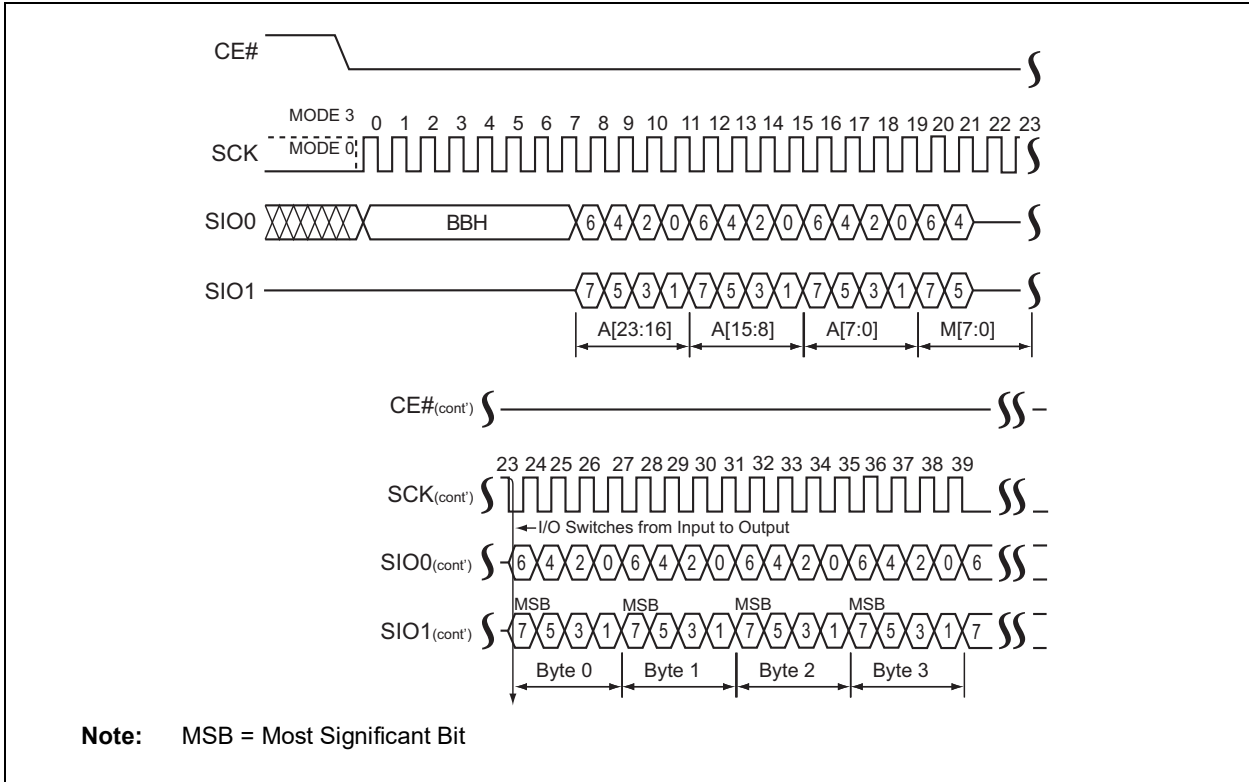 CE#
MODE 3
0 1 2 3 4 5 6 7 8 9 10 11 12 13 14 15 16 17 18 19 20 21 22 23
SCK
MODE 0
SIO0
BBH
6 4 2 0 6 4 2 0 6 4 2 0 6 4
SIO1
7 5 3 1 7 5 3 1 7 5 3 1 7 5
A[23:16] A[15:8] A[7:0] M[7:0]
CE#(cont')
23 24 25 26 27 28 29 30 31 32 33 34 35 36 37 38 39
SCK(cont')
I/O Switches from Input to Output
SIO0(cont')
6 4 2 0 6 4 2 0 6 4 2 0 6 4 2 0 6
MSB MSB MSB MSB
SIO1(cont')
7 5 3 1 7 5 3 1 7 5 3 1 7 5 3 1 7
Byte 0 Byte 1 Byte 2 Byte 3
Note: MSB = Most Significant Bit